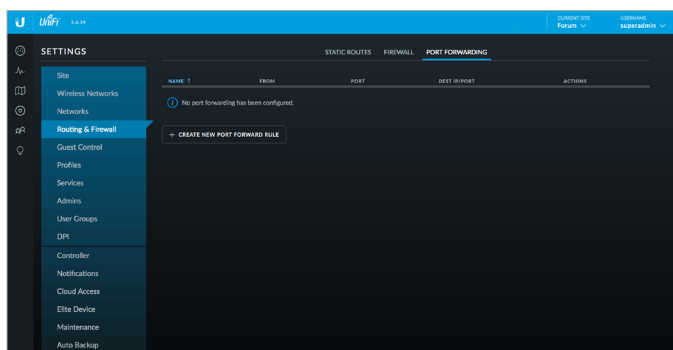 U UniFi 5.6.39
CURRENT SITE
Forum
USERNAME
superadmin
SETTINGS
STATIC ROUTES FIREWALL PORT FORWARDING
Site
Wireless Networks
Networks
Routing & Firewall
Guest Control
Profiles
Services
Admins
User Groups
DPI
Controller
Notifications
Cloud Access
Elite Device
Maintenance
Auto Backup
NAME ↑ FROM PORT DEST IP/PORT ACTIONS
No port forwarding has been configured.
+ CREATE NEW PORT FORWARD RULE